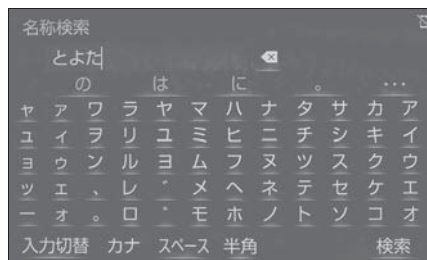 名称検索
とよた
の は に 。 …
ャ ァ ワ ラ ヤ マ ハ ナ タ サ カ ア
ュ ィ ヲ リ ユ ミ ヒ ニ チ シ キ イ
ョ ゥ ン ル ヨ ム フ ヌ ツ ス ク ウ
ッ ェ 、 レ ゛ メ ヘ ネ テ セ ケ エ
ー ォ 。 ロ ゜ モ ホ ノ ト ソ コ オ
入力切替 カナ スペース 半角 検索